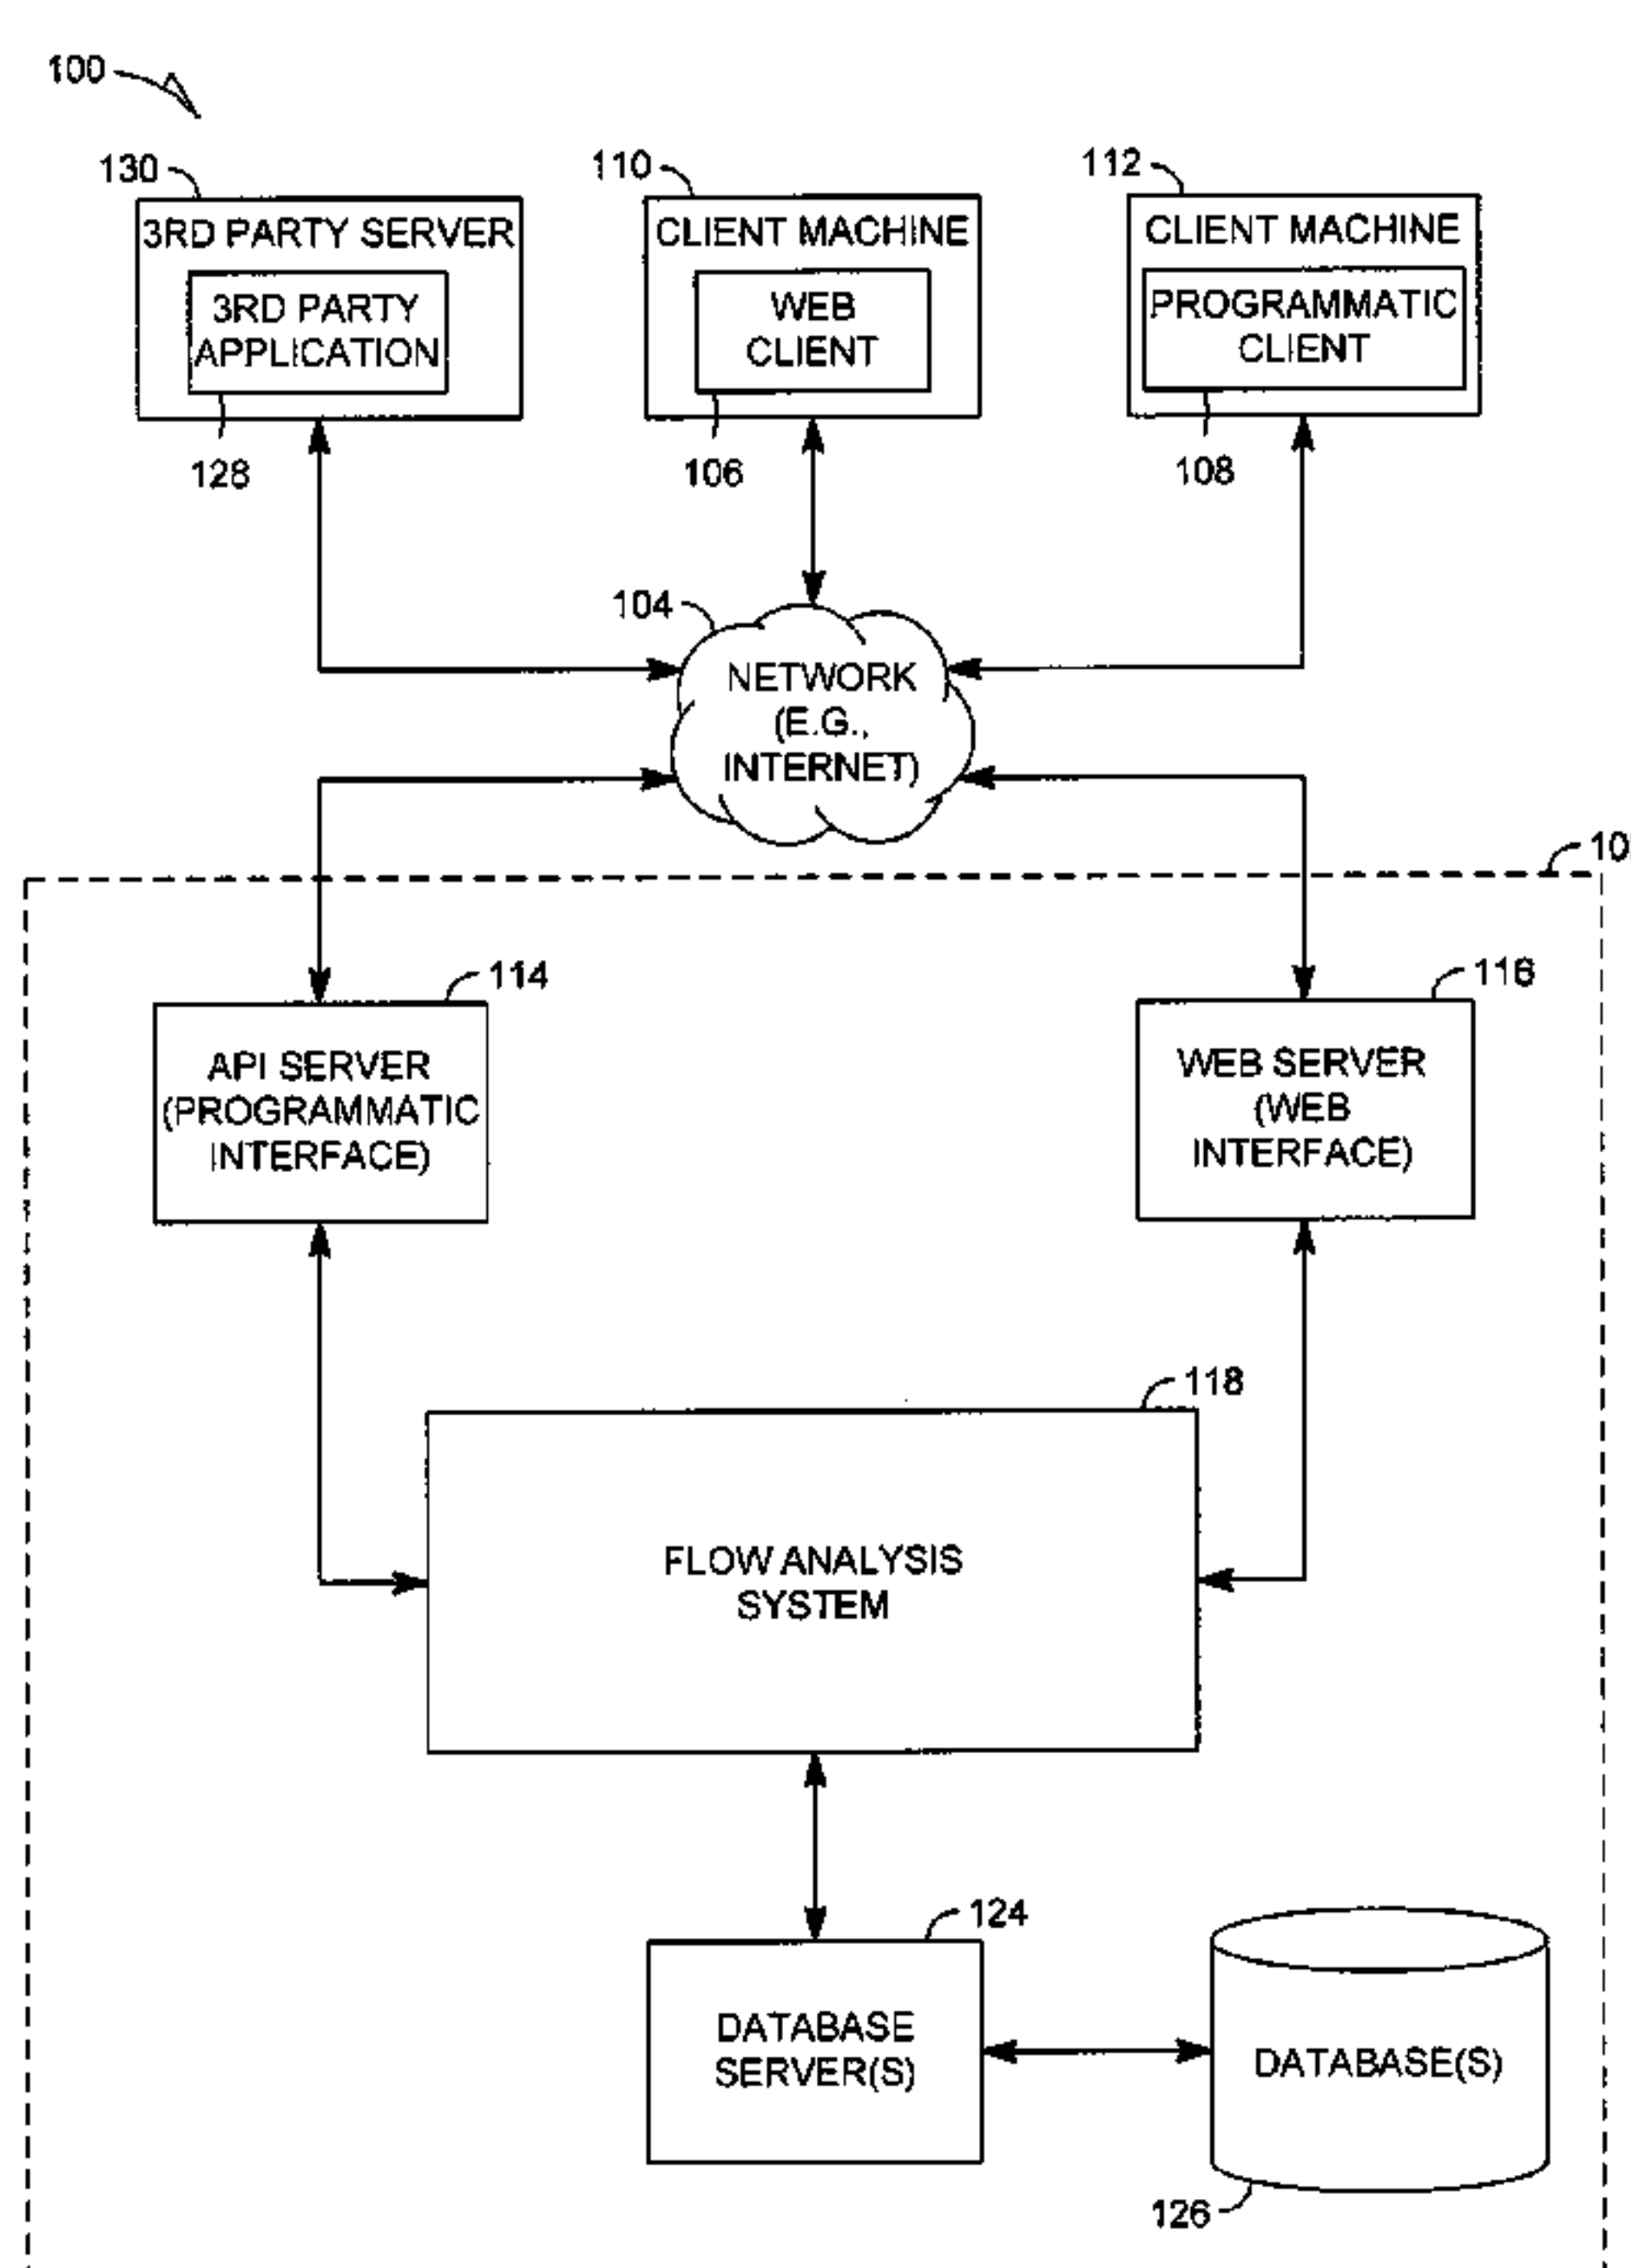 100
130
110
112
3RD PARTY SERVER
3RD PARTY
APPLICATION
128
CLIENT MACHINE
WEB
CLIENT
106
CLIENT MACHINE
PROGRAMMATIC
CLIENT
108
104
NETWORK
(E.G.,
INTERNET)
10
114
API SERVER
(PROGRAMMATIC
INTERFACE)
116
WEB SERVER
(WEB
INTERFACE)
118
FLOW ANALYSIS
SYSTEM
124
DATABASE
SERVER(S)
DATABASE(S)
126